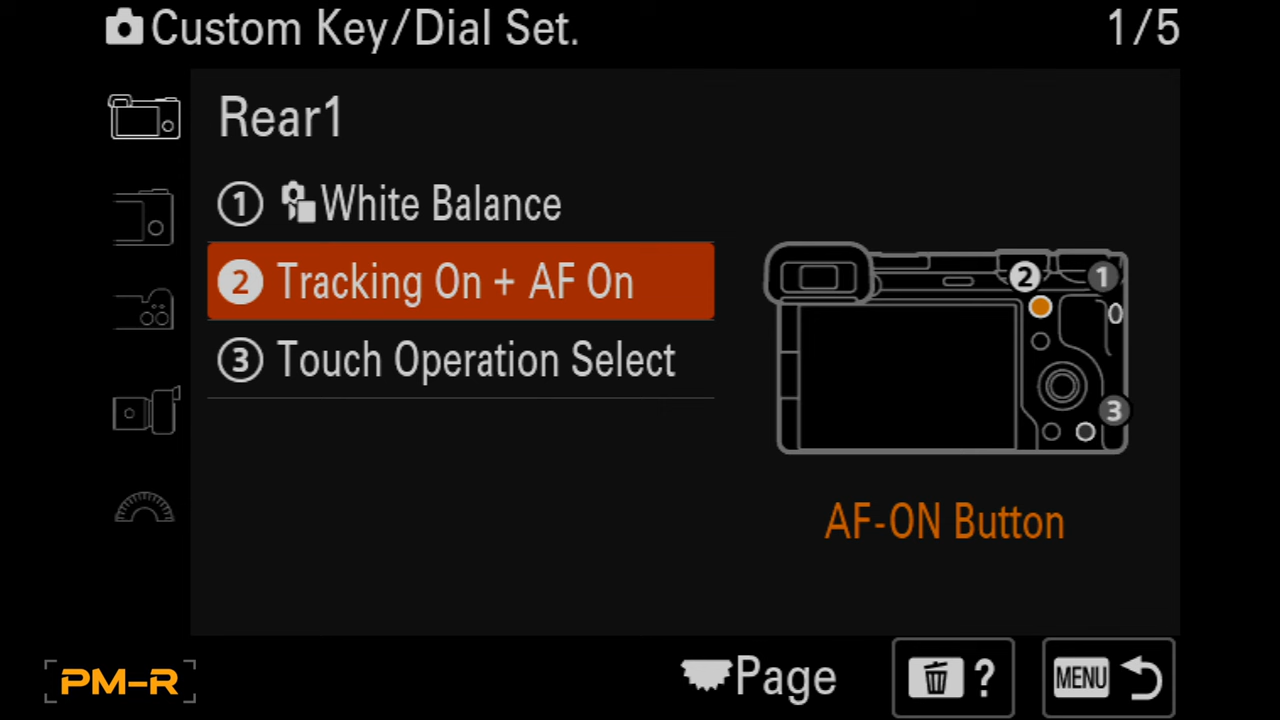 Custom Key/Dial Set. 1/5
Rear1
1 White Balance
2 Tracking On + AF On
3 Touch Operation Select
2 1
3
AF-ON Button
PM-R Page ? MENU